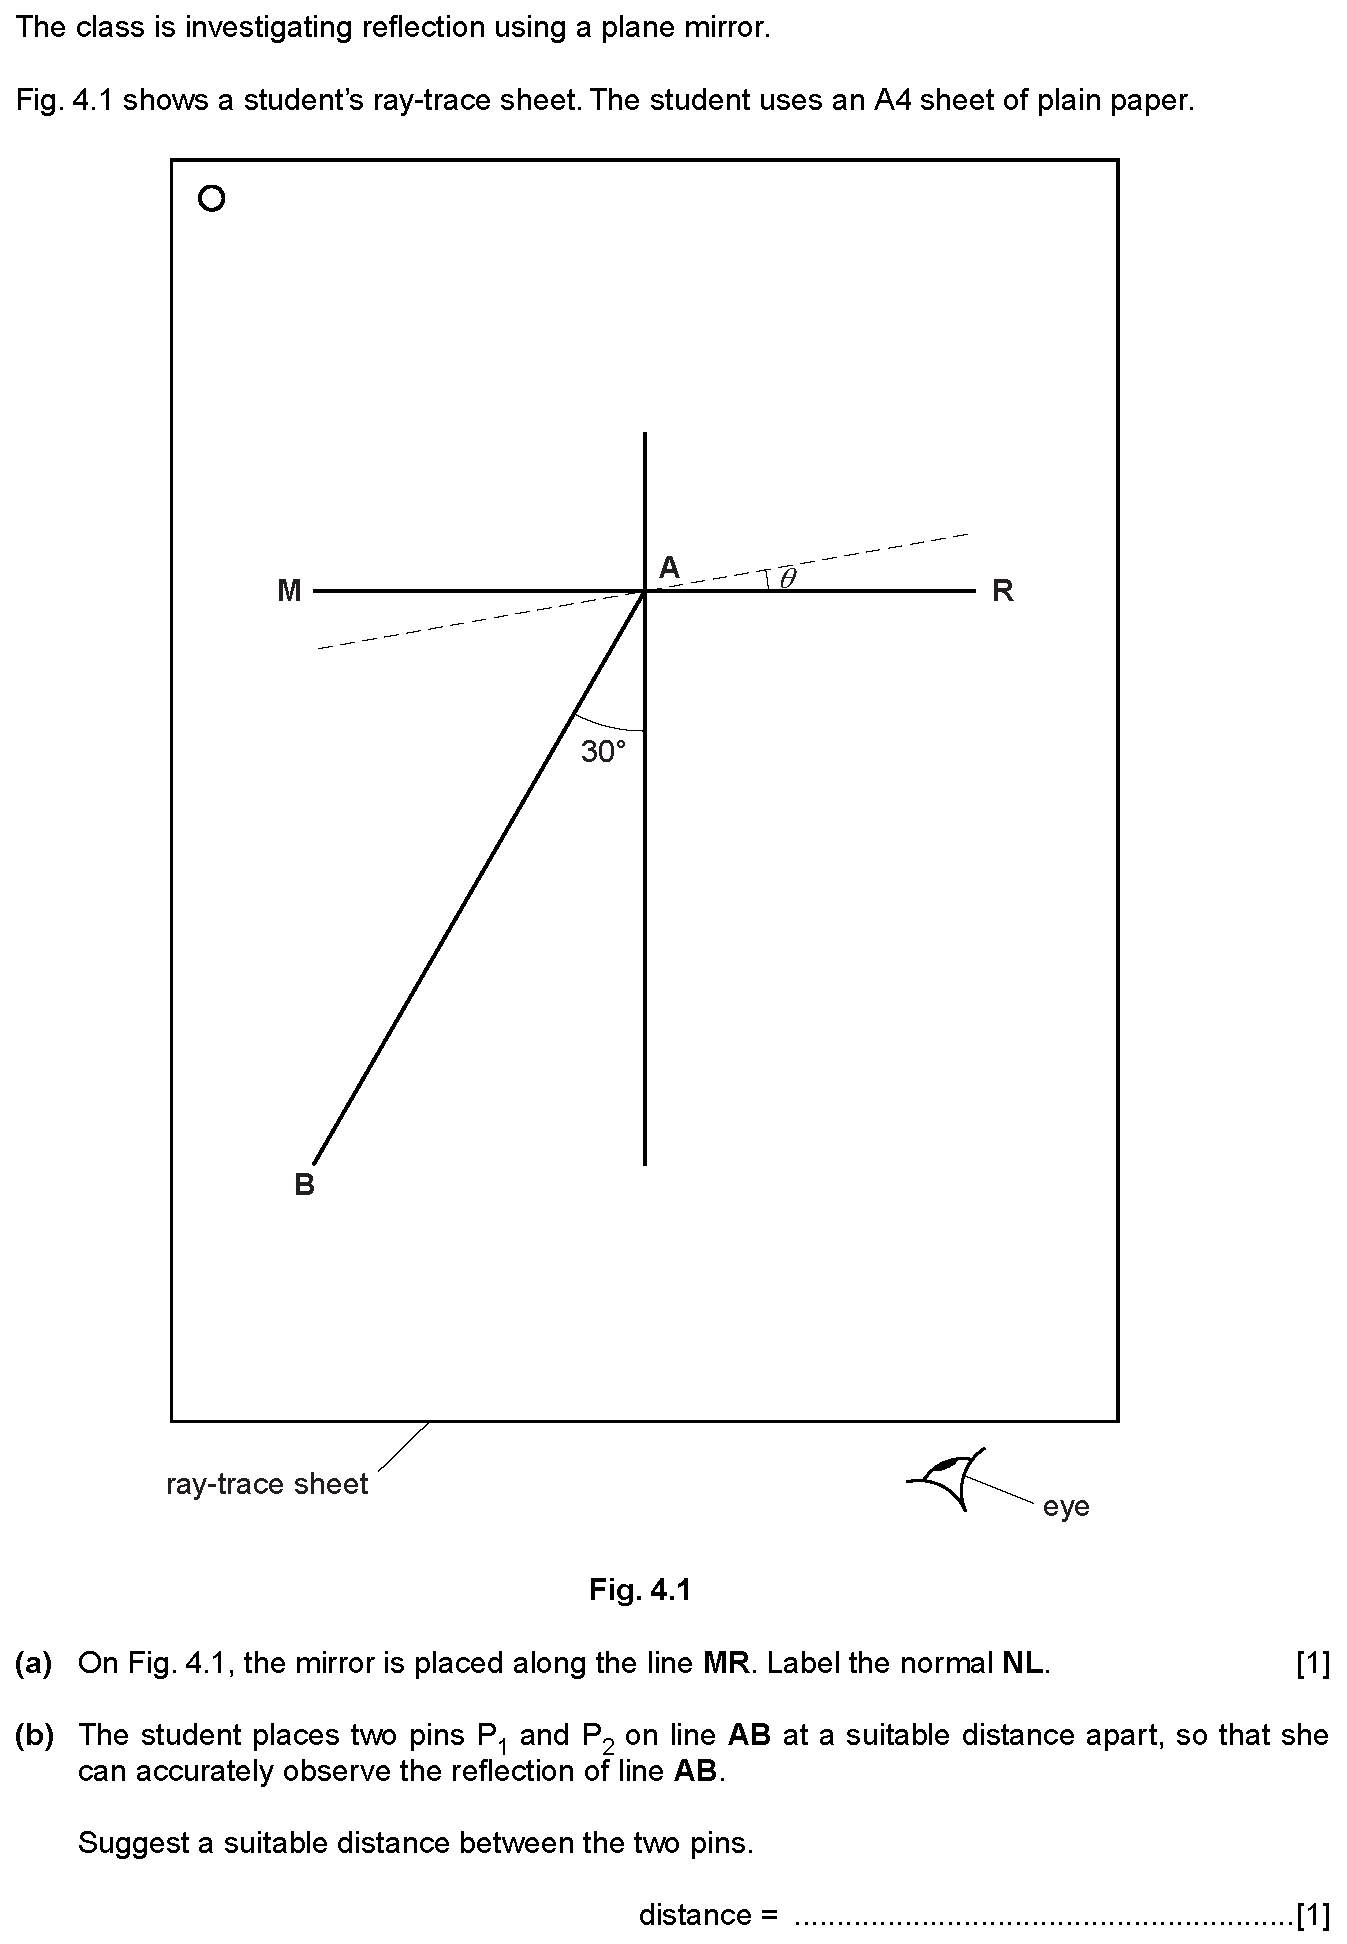 The class is investigating reflection using a plane mirror.
Fig. 4.1 shows a student’s ray-trace sheet. The student uses an A4 sheet of plain paper.
A
M
θ
R
30°
B
ray-trace sheet
eye
Fig. 4.1
(a) On Fig. 4.1, the mirror is placed along the line MR. Label the normal NL. [1]
(b) The student places two pins P1 and P2 on line AB at a suitable distance apart, so that she
can accurately observe the reflection of line AB.
Suggest a suitable distance between the two pins.
distance = ..........................................................[1]